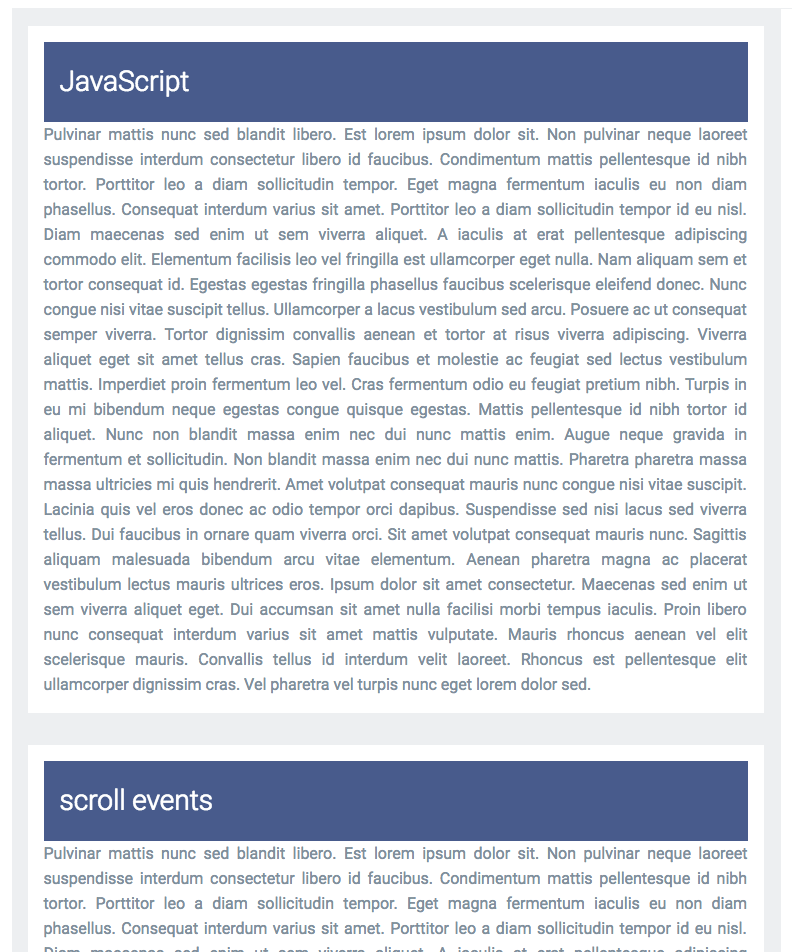 JavaScript
Pulvinar mattis nunc sed blandit libero. Est lorem ipsum dolor sit. Non pulvinar neque laoreet
suspendisse interdum consectetur libero id faucibus. Condimentum mattis pellentesque id nibh
tortor. Porttitor leo a diam sollicitudin tempor. Eget magna fermentum iaculis eu non diam
phasellus. Consequat interdum varius sit amet. Porttitor leo a diam sollicitudin tempor id eu nisl.
Diam maecenas sed enim ut sem viverra aliquet. A iaculis at erat pellentesque adipiscing
commodo elit. Elementum facilisis leo vel fringilla est ullamcorper eget nulla. Nam aliquam sem et
tortor consequat id. Egestas egestas fringilla phasellus faucibus scelerisque eleifend donec. Nunc
congue nisi vitae suscipit tellus. Ullamcorper a lacus vestibulum sed arcu. Posuere ac ut consequat
semper viverra. Tortor dignissim convallis aenean et tortor at risus viverra adipiscing. Viverra
aliquet eget sit amet tellus cras. Sapien faucibus et molestie ac feugiat sed lectus vestibulum
mattis. Imperdiet proin fermentum leo vel. Cras fermentum odio eu feugiat pretium nibh. Turpis in
eu mi bibendum neque egestas congue quisque egestas. Mattis pellentesque id nibh tortor id
aliquet. Nunc non blandit massa enim nec dui nunc mattis enim. Augue neque gravida in
fermentum et sollicitudin. Non blandit massa enim nec dui nunc mattis. Pharetra pharetra massa
massa ultricies mi quis hendrerit. Amet volutpat consequat mauris nunc congue nisi vitae suscipit.
Lacinia quis vel eros donec ac odio tempor orci dapibus. Suspendisse sed nisi lacus sed viverra
tellus. Dui faucibus in ornare quam viverra orci. Sit amet volutpat consequat mauris nunc. Sagittis
aliquam malesuada bibendum arcu vitae elementum. Aenean pharetra magna ac placerat
vestibulum lectus mauris ultrices eros. Ipsum dolor sit amet consectetur. Maecenas sed enim ut
sem viverra aliquet eget. Dui accumsan sit amet nulla facilisi morbi tempus iaculis. Proin libero
nunc consequat interdum varius sit amet mattis vulputate. Mauris rhoncus aenean vel elit
scelerisque mauris. Convallis tellus id interdum velit laoreet. Rhoncus est pellentesque elit
ullamcorper dignissim cras. Vel pharetra vel turpis nunc eget lorem dolor sed.
scroll events
Pulvinar mattis nunc sed blandit libero. Est lorem ipsum dolor sit. Non pulvinar neque laoreet
suspendisse interdum consectetur libero id faucibus. Condimentum mattis pellentesque id nibh
tortor. Porttitor leo a diam sollicitudin tempor. Eget magna fermentum iaculis eu non diam
phasellus. Consequat interdum varius sit amet. Porttitor leo a diam sollicitudin tempor id eu nisl.
Diam maecenas sed enim ut sem viverra aliquet. A iaculis at erat pellentesque adipiscing